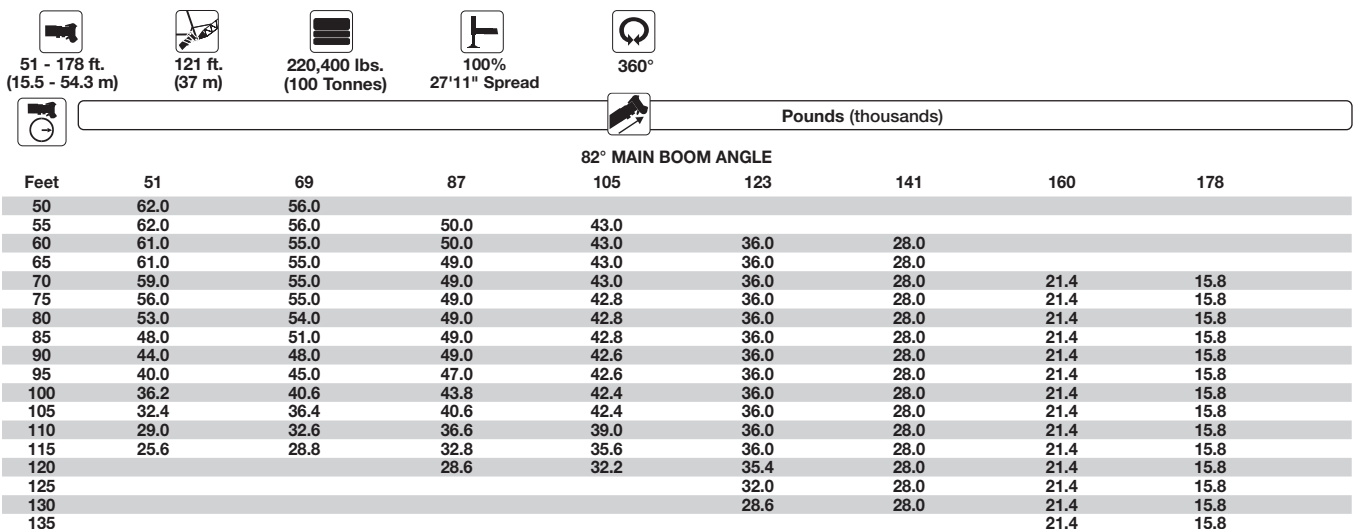 51 - 178 ft. 121 ft. 220,400 lbs. 100% 360°
(15.5 - 54.3 m) (37 m) (100 Tonnes) 27'11" Spread
Pounds (thousands)
82° MAIN BOOM ANGLE
Feet 51 69 87 105 123 141 160 178
50 62.0 56.0
55 62.0 56.0 50.0 43.0
60 61.0 55.0 50.0 43.0 36.0 28.0
65 61.0 55.0 49.0 43.0 36.0 28.0
70 59.0 55.0 49.0 43.0 36.0 28.0 21.4 15.8
75 56.0 55.0 49.0 42.8 36.0 28.0 21.4 15.8
80 53.0 54.0 49.0 42.8 36.0 28.0 21.4 15.8
85 48.0 51.0 49.0 42.8 36.0 28.0 21.4 15.8
90 44.0 48.0 49.0 42.6 36.0 28.0 21.4 15.8
95 40.0 45.0 47.0 42.6 36.0 28.0 21.4 15.8
100 36.2 40.6 43.8 42.4 36.0 28.0 21.4 15.8
105 32.4 36.4 40.6 42.4 36.0 28.0 21.4 15.8
110 29.0 32.6 36.6 39.0 36.0 28.0 21.4 15.8
115 25.6 28.8 32.8 35.6 36.0 28.0 21.4 15.8
120 28.6 32.2 35.4 28.0 21.4 15.8
125 32.0 28.0 21.4 15.8
130 28.6 28.0 21.4 15.8
135 21.4 15.8